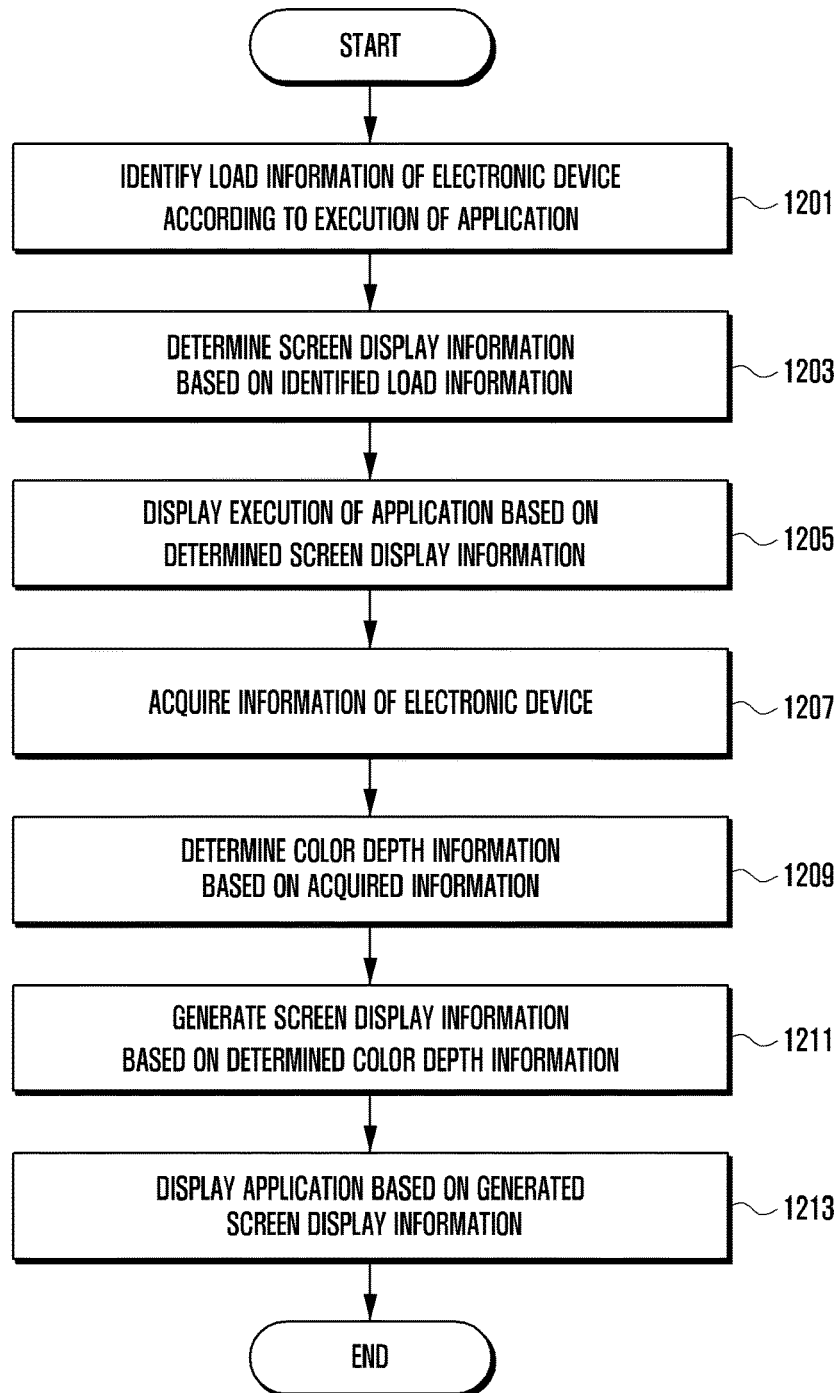 START
IDENTIFY LOAD INFORMATION OF ELECTRONIC DEVICE
ACCORDING TO EXECUTION OF APPLICATION
1201
DETERMINE SCREEN DISPLAY INFORMATION
BASED ON IDENTIFIED LOAD INFORMATION
1203
DISPLAY EXECUTION OF APPLICATION BASED ON
DETERMINED SCREEN DISPLAY INFORMATION
1205
ACQUIRE INFORMATION OF ELECTRONIC DEVICE
1207
DETERMINE COLOR DEPTH INFORMATION
BASED ON ACQUIRED INFORMATION
1209
GENERATE SCREEN DISPLAY INFORMATION
BASED ON DETERMINED COLOR DEPTH INFORMATION
1211
DISPLAY APPLICATION BASED ON GENERATED
SCREEN DISPLAY INFORMATION
1213
END